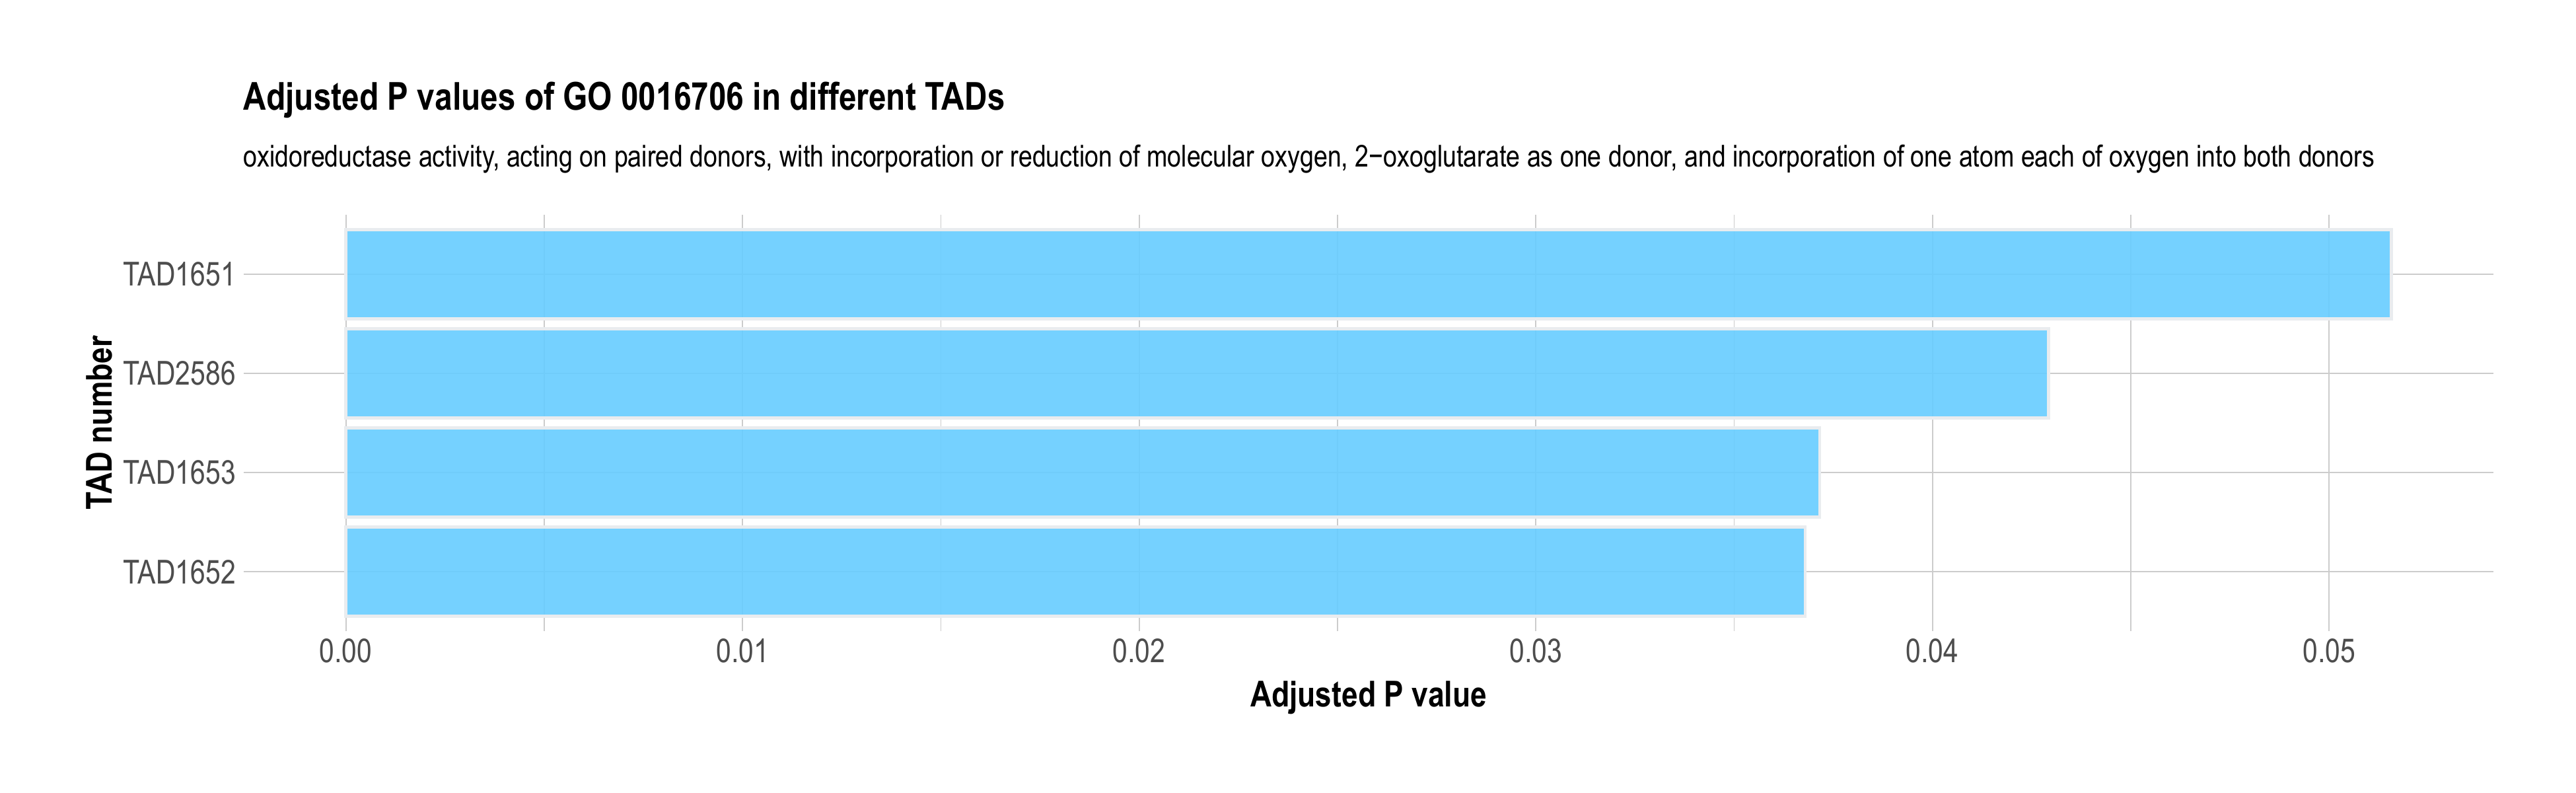 Adjusted P values of GO 0016706 in different TADs
oxidoreductase activity, acting on paired donors, with incorporation or reduction of molecular oxygen, 2−oxoglutarate as one donor, and incorporation of one atom each of oxygen into both donors
TAD number
TAD1651
TAD2586
TAD1653
TAD1652
0.00 0.01 0.02 0.03 0.04 0.05
Adjusted P value